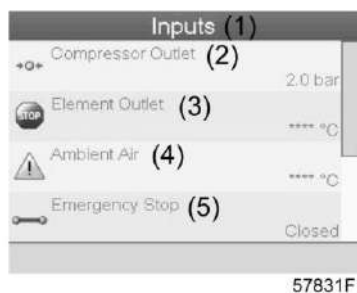 Inputs (1)
Compressor Outlet (2)
2.0 bar
STOP
Element Outlet (3)
**** °C
Ambient Air (4)
**** °C
Emergency Stop (5)
Closed
57831F